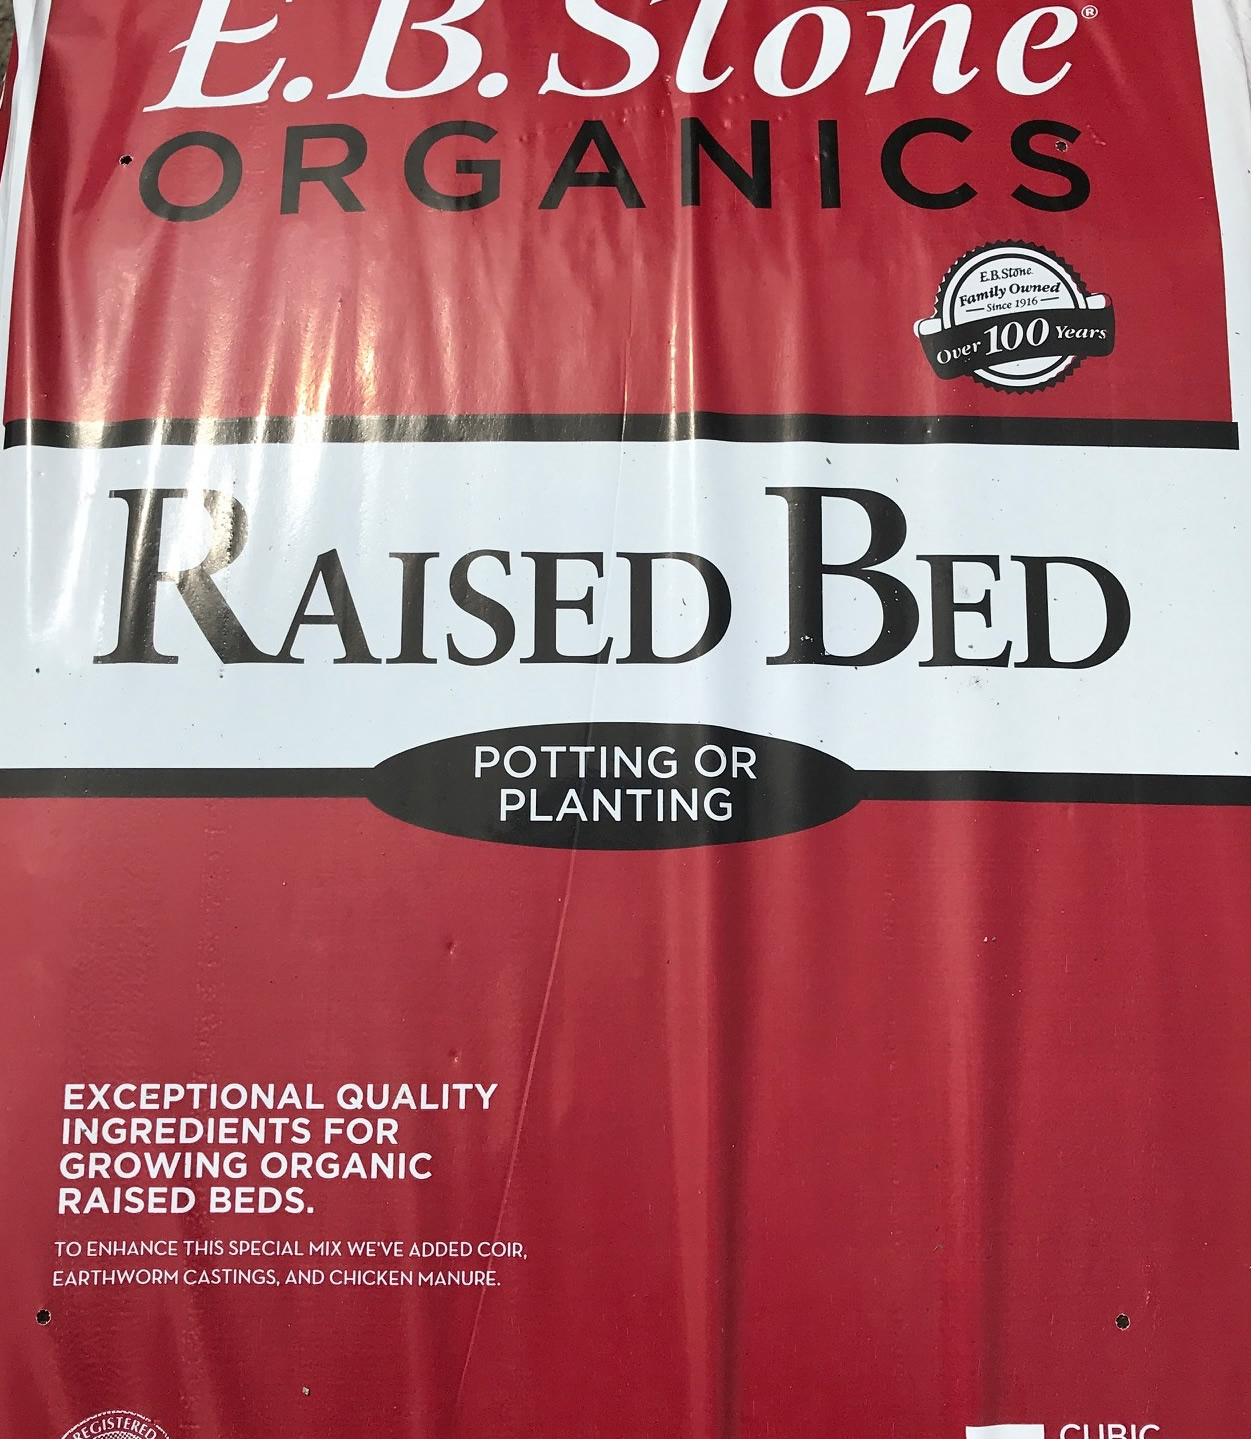 E.B. Stone®
ORGANICS
E.B. Stone
Family Owned
Since 1916
Over 100 Years
RAISED BED
POTTING OR
PLANTING
EXCEPTIONAL QUALITY
INGREDIENTS FOR
GROWING ORGANIC
RAISED BEDS.
TO ENHANCE THIS SPECIAL MIX WE'VE ADDED COIR,
EARTHWORM CASTINGS, AND CHICKEN MANURE.
REGISTERED
CUBIC